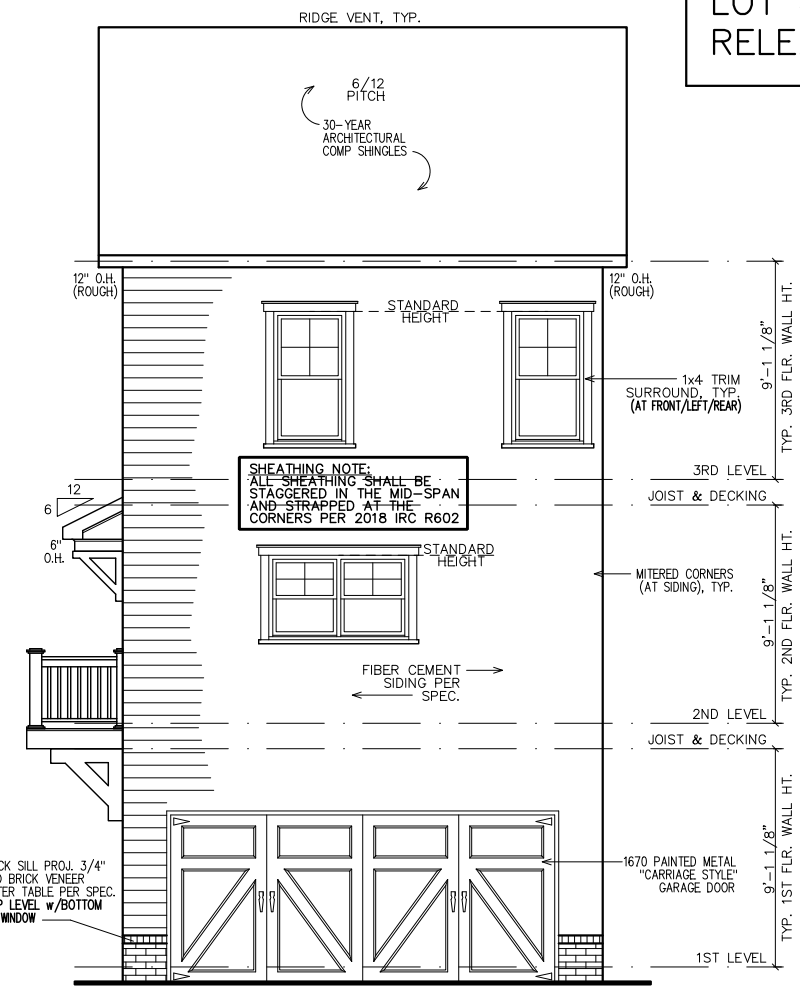 LOT
RELE
RIDGE VENT, TYP.
6/12
PITCH
30-YEAR
ARCHITECTURAL
COMP SHINGLES
12" O.H.
(ROUGH)
12" O.H.
(ROUGH)
STANDARD
HEIGHT
9'-1 1/8"
TYP. 3RD FLR. WALL HT.
1x4 TRIM
SURROUND, TYP.
(AT FRONT/LEFT/REAR)
SHEATHING NOTE:
ALL SHEATHING SHALL BE
STAGGERED IN THE MID-SPAN
AND STRAPPED AT THE
CORNERS PER 2018 IRC R602
3RD LEVEL
JOIST & DECKING
12
6
6"
O.H.
STANDARD
HEIGHT
MITERED CORNERS
(AT SIDING), TYP.
9'-1 1/8"
TYP. 2ND FLR. WALL HT.
FIBER CEMENT
SIDING PER
SPEC.
2ND LEVEL
JOIST & DECKING
CK SILL PROJ. 3/4"
BRICK VENEER
TER TABLE PER SPEC.
P LEVEL w/BOTTOM
WINDOW
1670 PAINTED METAL
"CARRIAGE STYLE"
GARAGE DOOR
9'-1 1/8"
TYP. 1ST FLR. WALL HT.
1ST LEVEL